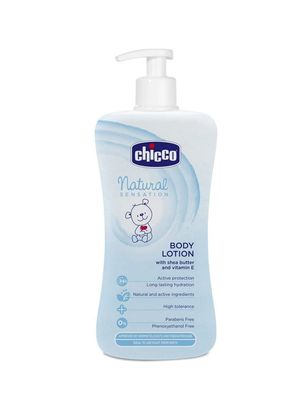 chicco
Natural
SENSATION
BODY
LOTION
with shea butter
and vitamin E
Active protection
Long lasting hydration
Natural and active ingredients
High tolerance
0%
Parabens Free
Phenoxyethanol Free